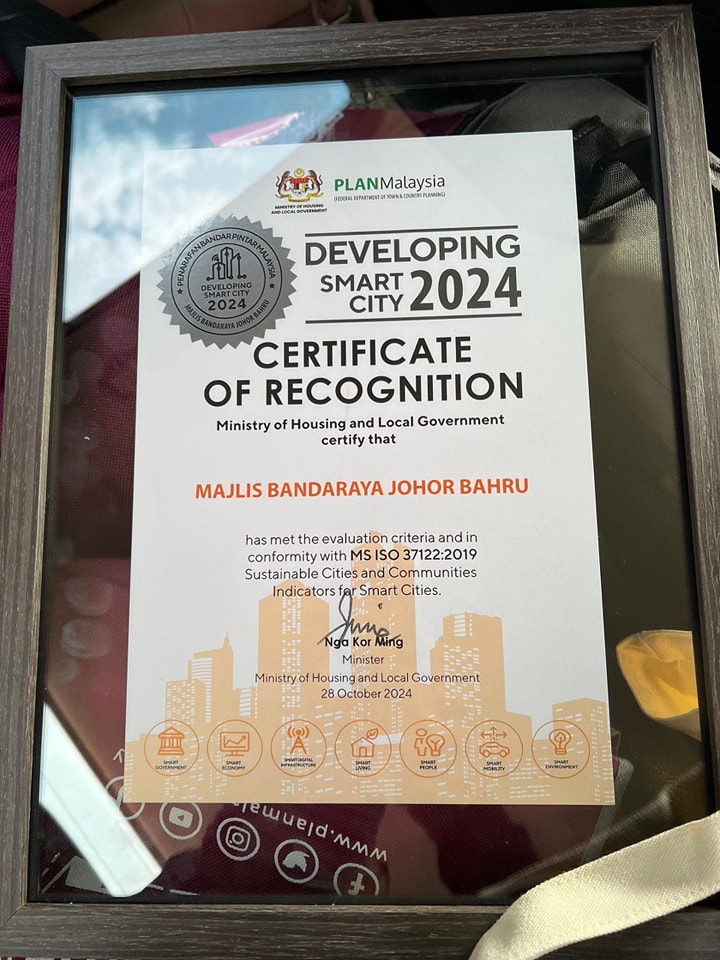 MINISTRY OF HOUSING
AND LOCAL GOVERNMENT
PLANMalaysia
(FEDERAL DEPARTMENT OF TOWN & COUNTRY PLANNING)
PENARAFAN BANDAR PINTAR MALAYSIA
DEVELOPING
SMART CITY
2024
MAJLIS BANDARAYA JOHOR BAHRU
DEVELOPING
SMART
CITY
2024
CERTIFICATE
OF RECOGNITION
Ministry of Housing and Local Government
certify that
MAJLIS BANDARAYA JOHOR BAHRU
has met the evaluation criteria and in
conformity with MS ISO 37122:2019
Sustainable Cities and Communities
Indicators for Smart Cities.
Nga Kor Ming
Minister
Ministry of Housing and Local Government
28 October 2024
SMART
GOVERNMENT
SMART
ECONOMY
SMART DIGITAL
INFRASTRUCTURE
SMART
LIVING
SMART
PEOPLE
SMART
MOBILITY
SMART
ENVIRONMENT
www.planmala